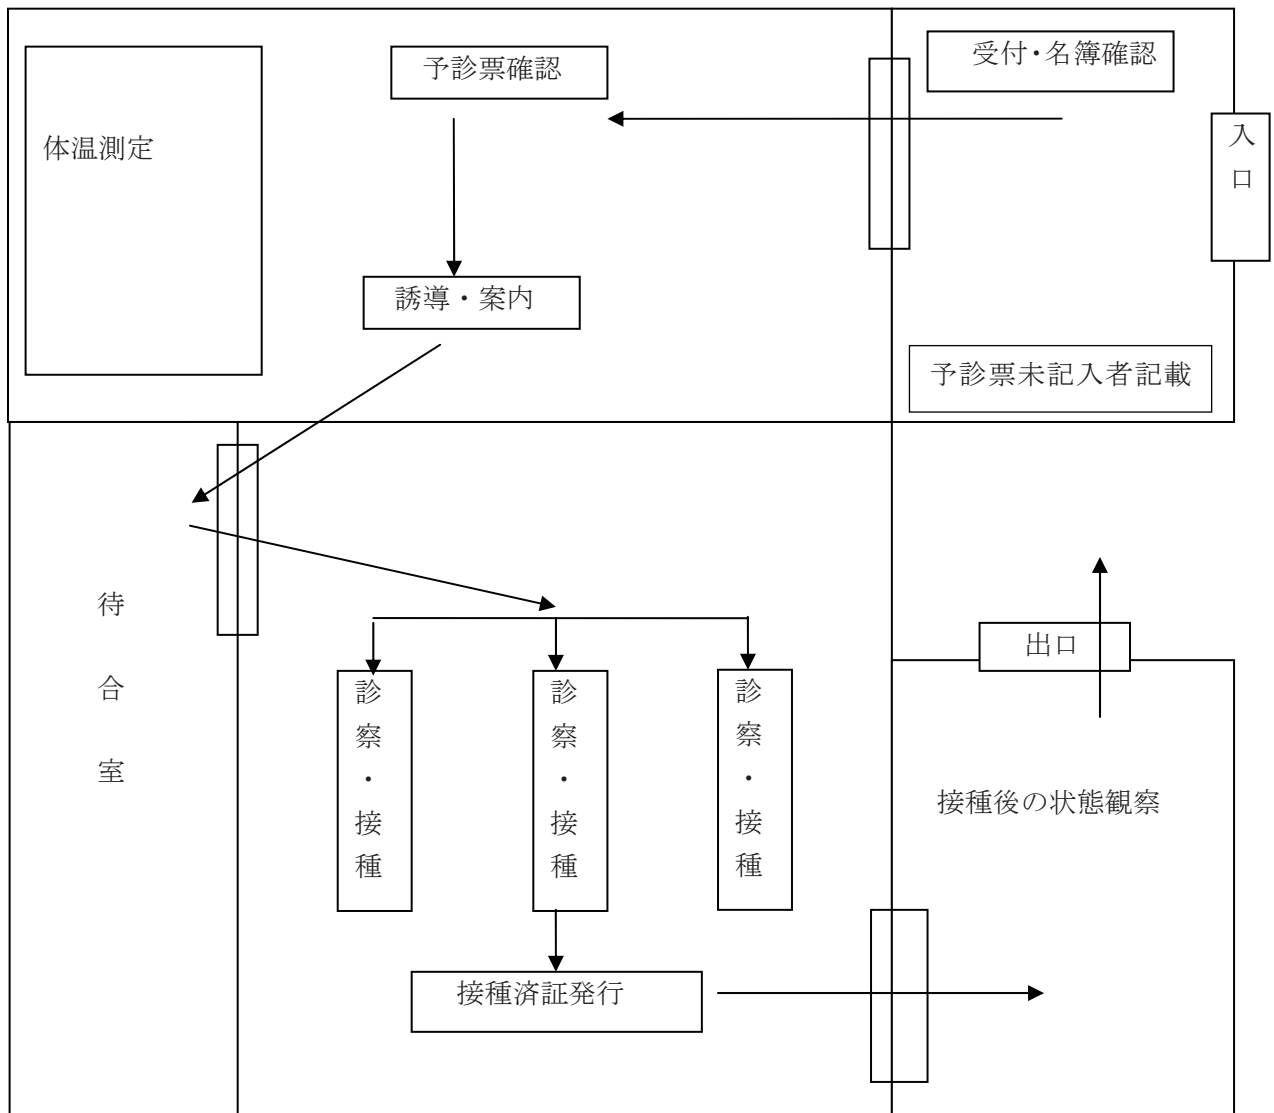 受付・名簿確認
予診票確認
入口
体温測定
誘導・案内
予診票未記入者記載
待合室
出口
診察・接種
診察・接種
診察・接種
接種後の状態観察
接種済証発行